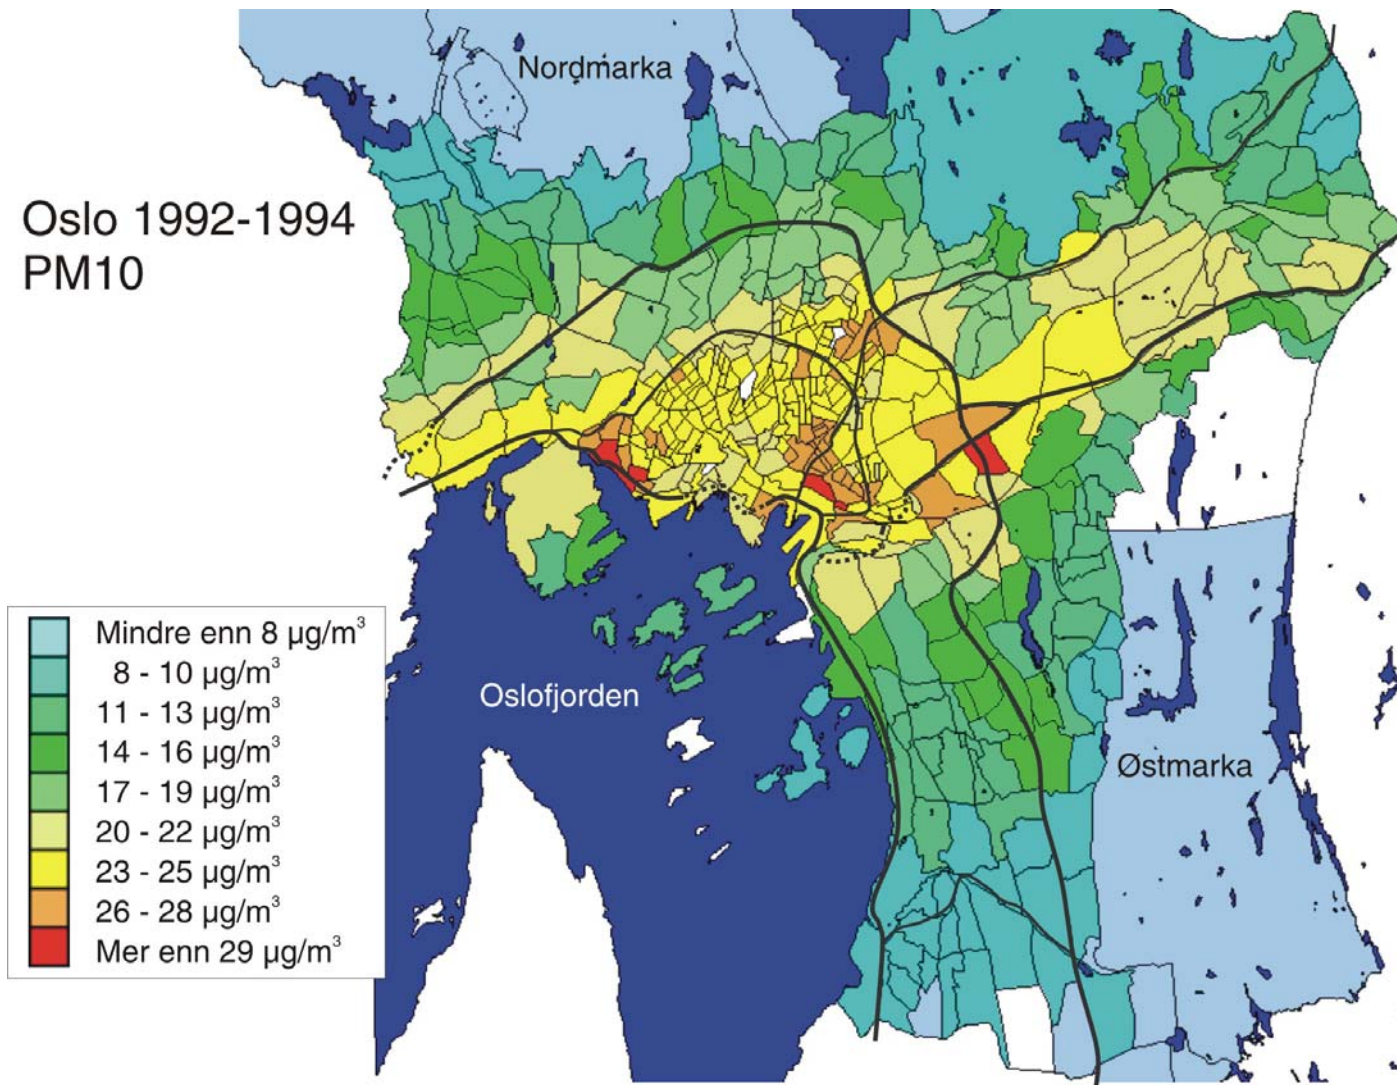 Nordmarka
Oslo 1992-1994
PM10
Mindre enn 8 µg/m³
8 - 10 µg/m³
11 - 13 µg/m³
14 - 16 µg/m³
17 - 19 µg/m³
20 - 22 µg/m³
23 - 25 µg/m³
26 - 28 µg/m³
Mer enn 29 µg/m³
Oslofjorden
Østmarka